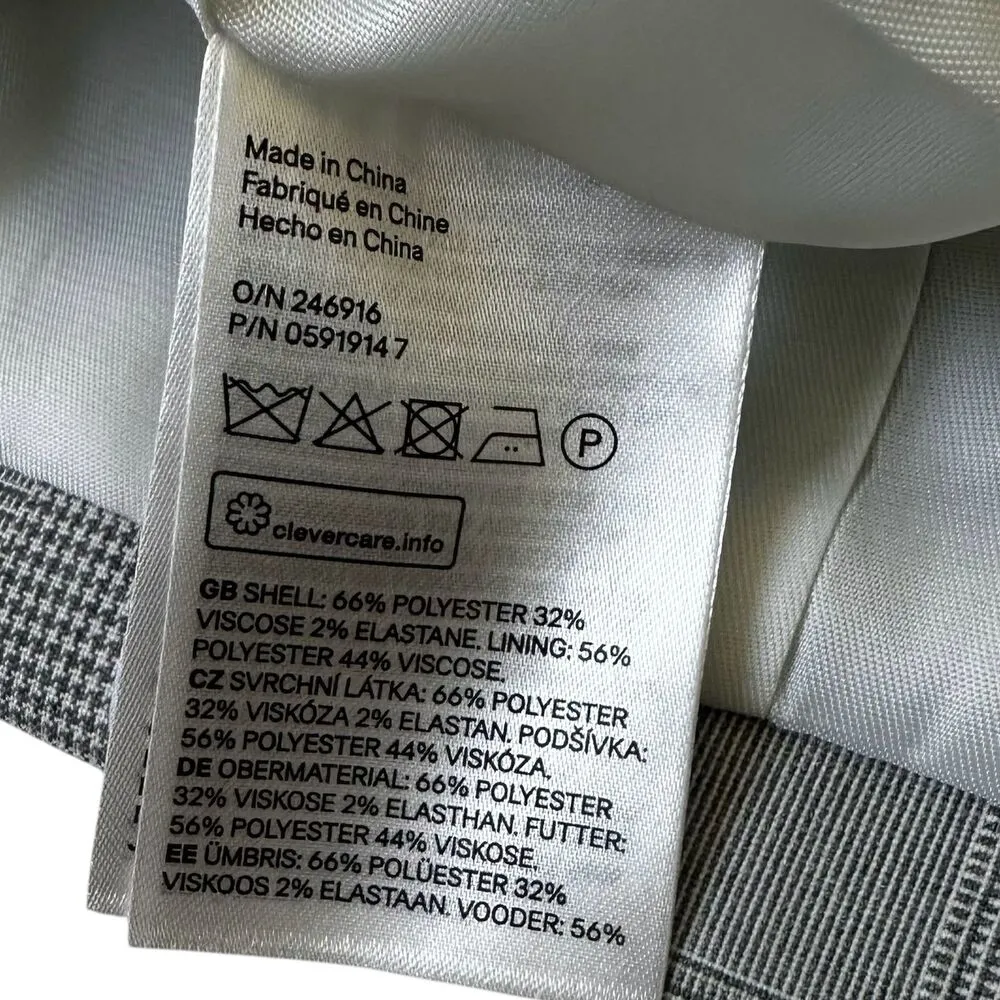 Made in China
Fabriqué en Chine
Hecho en China
O/N 246916
P/N 0591914 7
P
clevercare.info
GB SHELL: 66% POLYESTER 32%
VISCOSE 2% ELASTANE. LINING: 56%
POLYESTER 44% VISCOSE.
CZ SVRCHNÍ LÁTKA: 66% POLYESTER
32% VISKÓZA 2% ELASTAN. PODŠÍVKA:
56% POLYESTER 44% VISKÓZA.
DE OBERMATERIAL: 66% POLYESTER
32% VISKOSE 2% ELASTHAN. FUTTER:
56% POLYESTER 44% VISKOSE.
EE ÜMBRIS: 66% POLÜESTER 32%
VISKOOS 2% ELASTAAN. VOODER: 56%